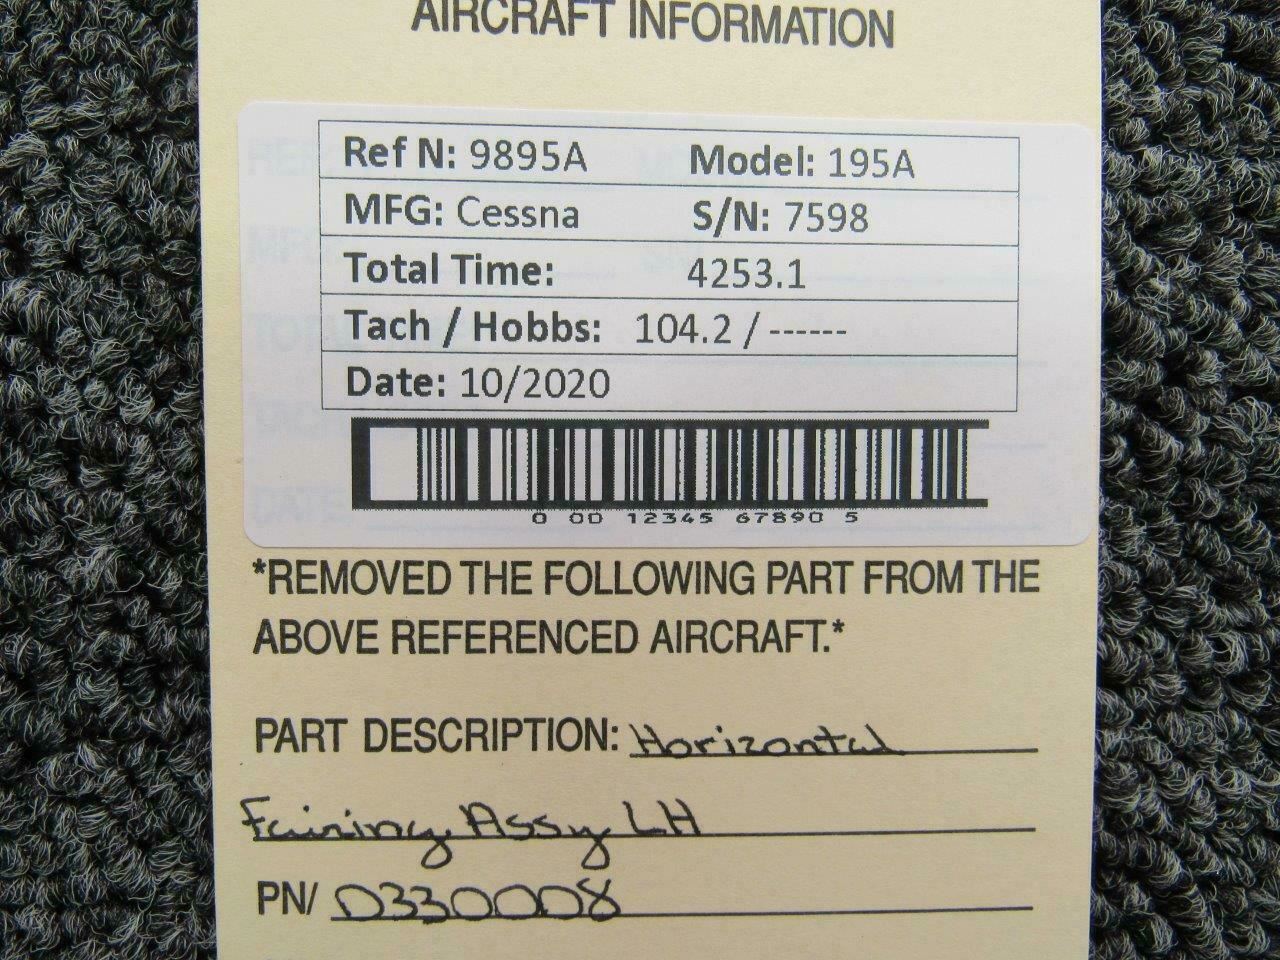 AIRCRAFT INFORMATION
Ref N: 9895A Model: 195A
MFG: Cessna S/N: 7598
Total Time: 4253.1
Tach / Hobbs: 104.2 / ------
Date: 10/2020
0 00 12345 67890 5
*REMOVED THE FOLLOWING PART FROM THE
ABOVE REFERENCED AIRCRAFT.*
PART DESCRIPTION: Horizontal
Fairing Assy LH
PN/ 0330008